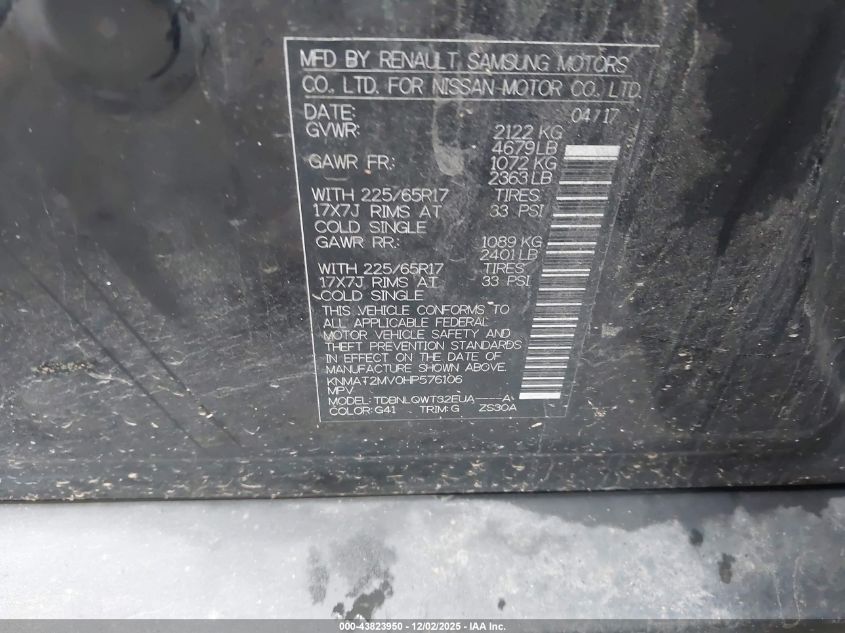 MFD BY RENAULT SAMSUNG MOTORS
CO., LTD. FOR NISSAN MOTOR CO., LTD.
DATE: 04/17
GVWR: 2122 KG
4679 LB
GAWR FR.: 1072 KG
2363 LB
WITH 225/65R17 TIRES
17X7J RIMS AT 33 PSI
COLD SINGLE
GAWR RR.: 1089 KG
2401 LB
WITH 225/65R17 TIRES
17X7J RIMS AT 33 PSI
COLD SINGLE
THIS VEHICLE CONFORMS TO
ALL APPLICABLE FEDERAL
MOTOR VEHICLE SAFETY AND
THEFT PREVENTION STANDARDS
IN EFFECT ON THE DATE OF
MANUFACTURE SHOWN ABOVE.
KNMAT2MV0HP576106
MPV
MODEL: TDBNLQWT32EUA----A-
COLOR: G41 TRIM: G ZS30A
000-43823950 - 12/02/2025 - IAA Inc.